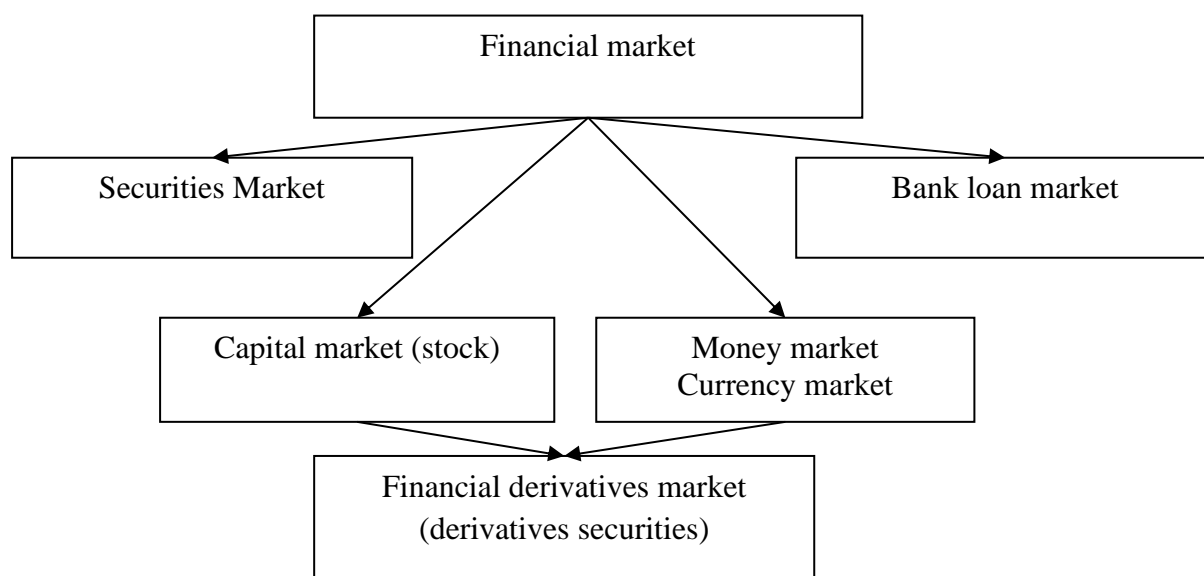 Financial market
Securities Market
Bank loan market
Capital market (stock)
Money market
Currency market
Financial derivatives market
(derivatives securities)